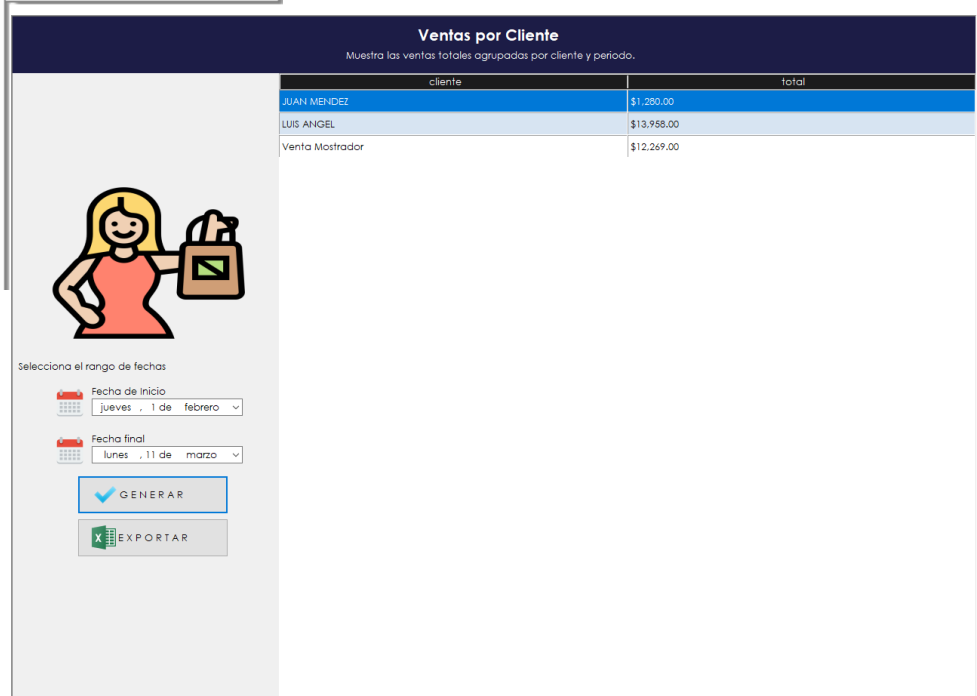 Ventas por Cliente
Muestra las ventas totales agrupadas por cliente y periodo.
cliente total
JUAN MENDEZ $1,280.00
LUIS ANGEL $13,958.00
Venta Mostrador $12,269.00
Selecciona el rango de fechas
Fecha de Inicio
jueves , 1 de febrero
Fecha final
lunes , 11 de marzo
GENERAR
X EXPORTAR